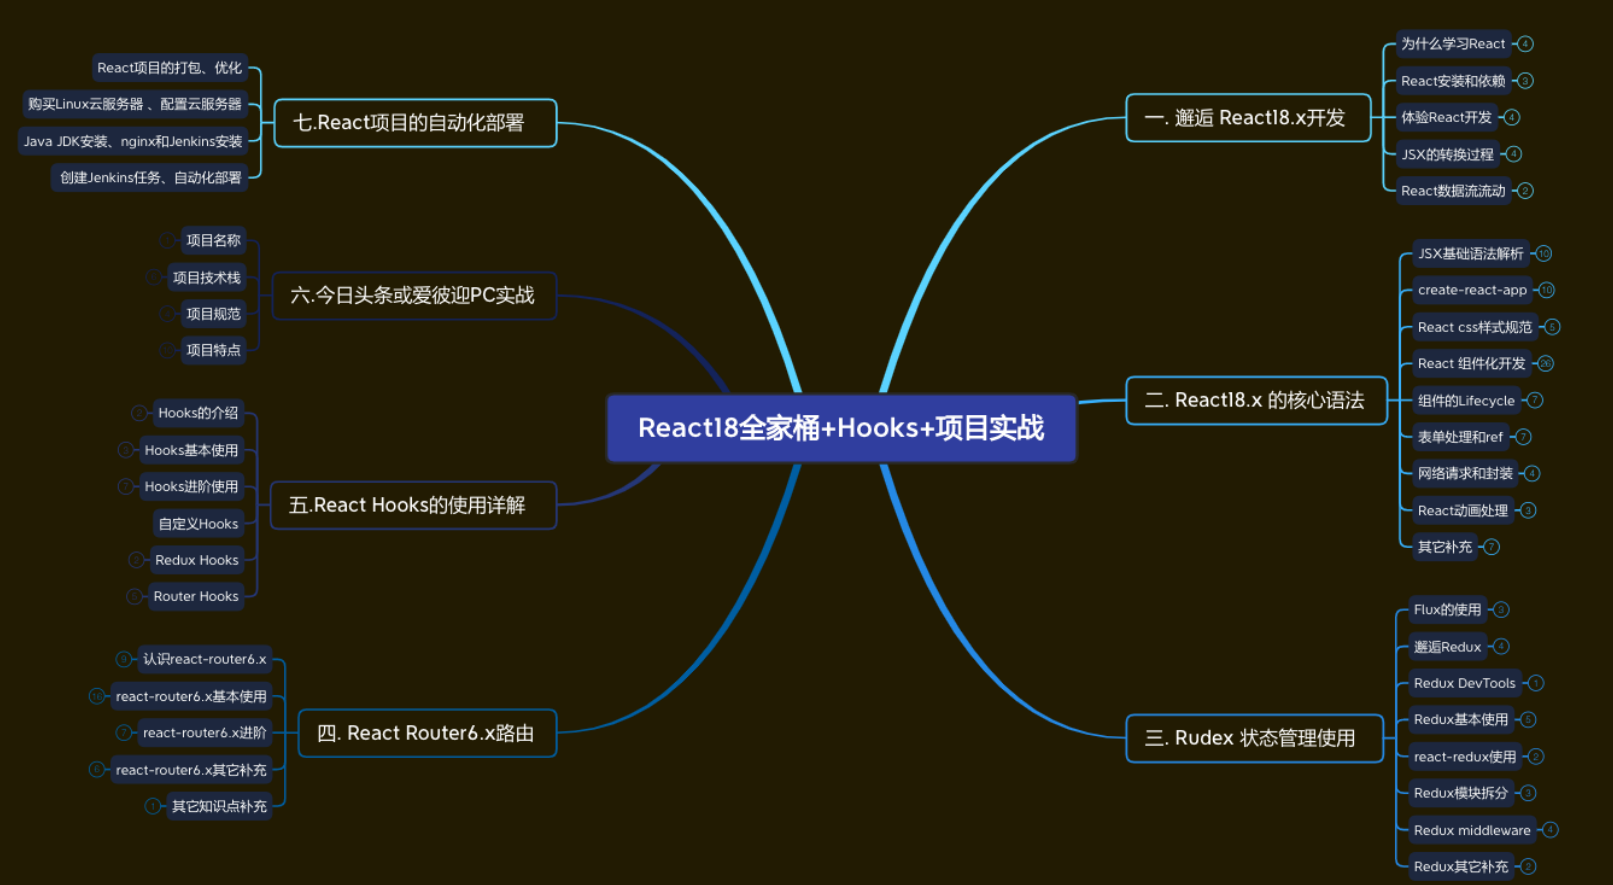 React18全家桶+Hooks+项目实战
一. 邂逅 React18.x开发
为什么学习React
4
React安装和依赖
3
体验React开发
4
JSX的转换过程
4
React数据流流动
2
二. React18.x 的核心语法
JSX基础语法解析
10
create-react-app
10
React css样式规范
5
React 组件化开发
26
组件的Lifecycle
7
表单处理和ref
7
网络请求和封装
4
React动画处理
3
其它补充
7
三. Rudex 状态管理使用
Flux的使用
3
邂逅Redux
4
Redux DevTools
1
Redux基本使用
5
react-redux使用
2
Redux模块拆分
3
Redux middleware
4
Redux其它补充
2
四. React Router6.x路由
认识react-router6.x
9
react-router6.x基本使用
react-router6.x进阶
7
react-router6.x其它补充
6
其它知识点补充
1
五.React Hooks的使用详解
Hooks的介绍
Hooks基本使用
Hooks进阶使用
自定义Hooks
Redux Hooks
Router Hooks
六.今日头条或爱彼迎PC实战
项目名称
项目技术栈
项目规范
项目特点
七.React项目的自动化部署
React项目的打包、优化
购买Linux云服务器 、配置云服务器
Java JDK安装、nginx和Jenkins安装
创建Jenkins任务、自动化部署